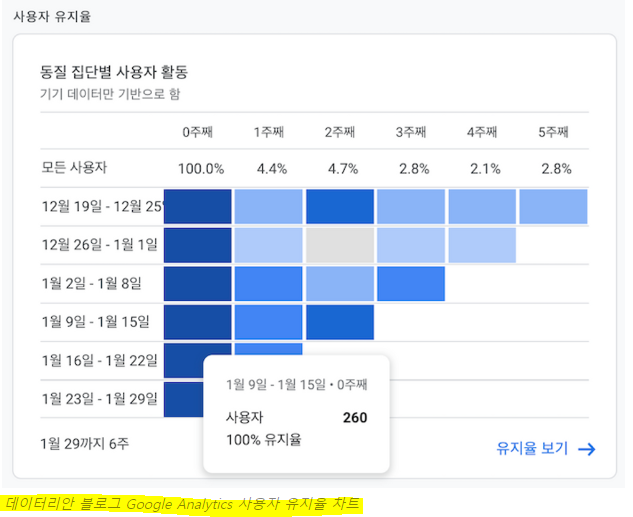 사용자 유지율
동질 집단별 사용자 활동
기기 데이터만 기반으로 함
0주째 1주째 2주째 3주째 4주째 5주째
모든 사용자 100.0% 4.4% 4.7% 2.8% 2.1% 2.8%
12월 19일 - 12월 25일
12월 26일 - 1월 1일
1월 2일 - 1월 8일
1월 9일 - 1월 15일
1월 16일 - 1월 22일
1월 23일 - 1월 29일
1월 9일 - 1월 15일 • 0주째
사용자 260
100% 유지율
1월 29까지 6주
유지율 보기 →
데이터리안 블로그 Google Analytics 사용자 유지율 차트